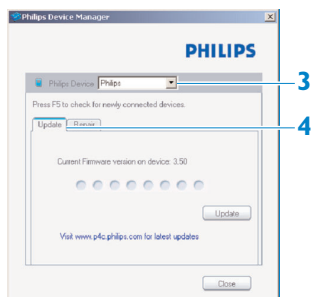 Philips Device Manager
PHILIPS
Philips Device Philips
3
Press F5 to check for newly connected devices.
Update Repair
4
Current Firmware version on device: 3.50
Update
Visit www.p4c.philips.com for latest updates
Close